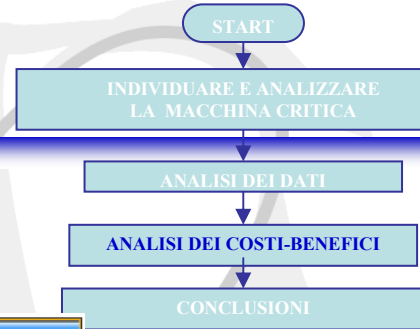 START
INDIVIDUARE E ANALIZZARE
LA MACCHINA CRITICA
ANALISI DEI DATI
ANALISI DEI COSTI-BENEFICI
CONCLUSIONI